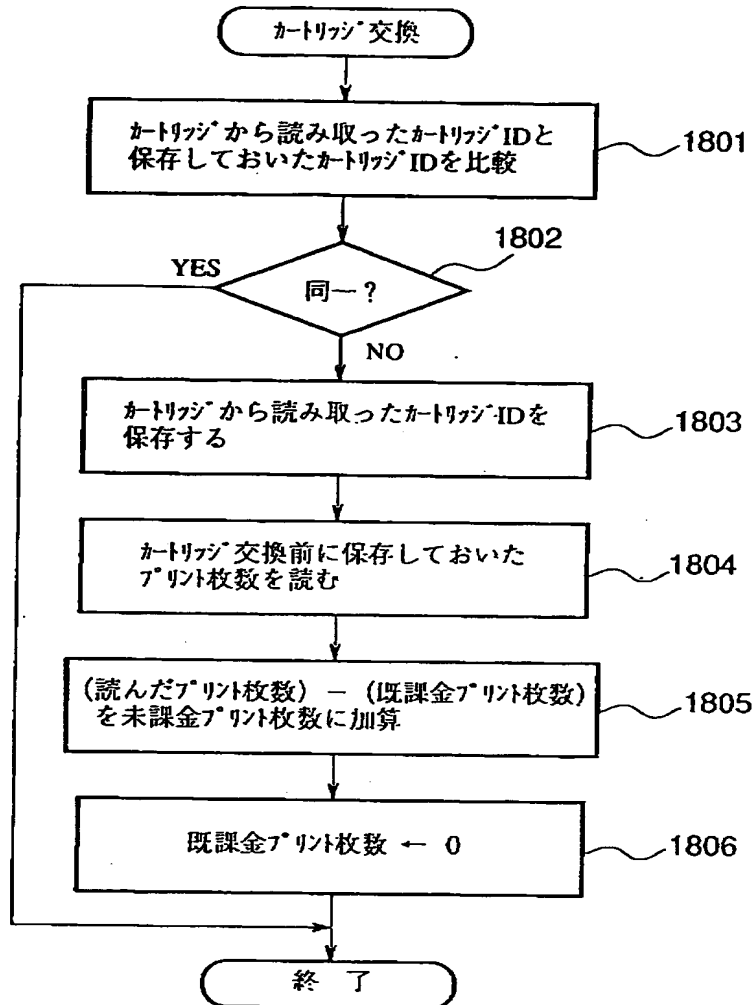 カートリッジ交換
カートリッジから読み取ったカートリッジIDと
保存しておいたカートリッジIDを比較
1801
1802
YES
同一?
NO
カートリッジから読み取ったカートリッジIDを
保存する
1803
カートリッジ交換前に保存しておいた
プリント枚数を読む
1804
(読んだプリント枚数) − (既課金プリント枚数)
を未課金プリント枚数に加算
1805
既課金プリント枚数 ← 0
1806
終 了